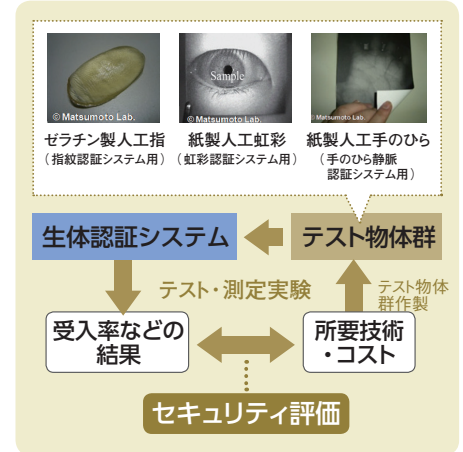 © Matsumoto Lab.
Sample
© Matsumoto Lab.
© Matsumoto Lab.
ゼラチン製人工指
（指紋認証システム用）
紙製人工虹彩
（虹彩認証システム用）
紙製人工手のひら
（手のひら静脈
認証システム用）
生体認証システム
テスト物体群
テスト・測定実験
テスト物体
群作製
受入率などの
結果
所要技術
・コスト
セキュリティ評価